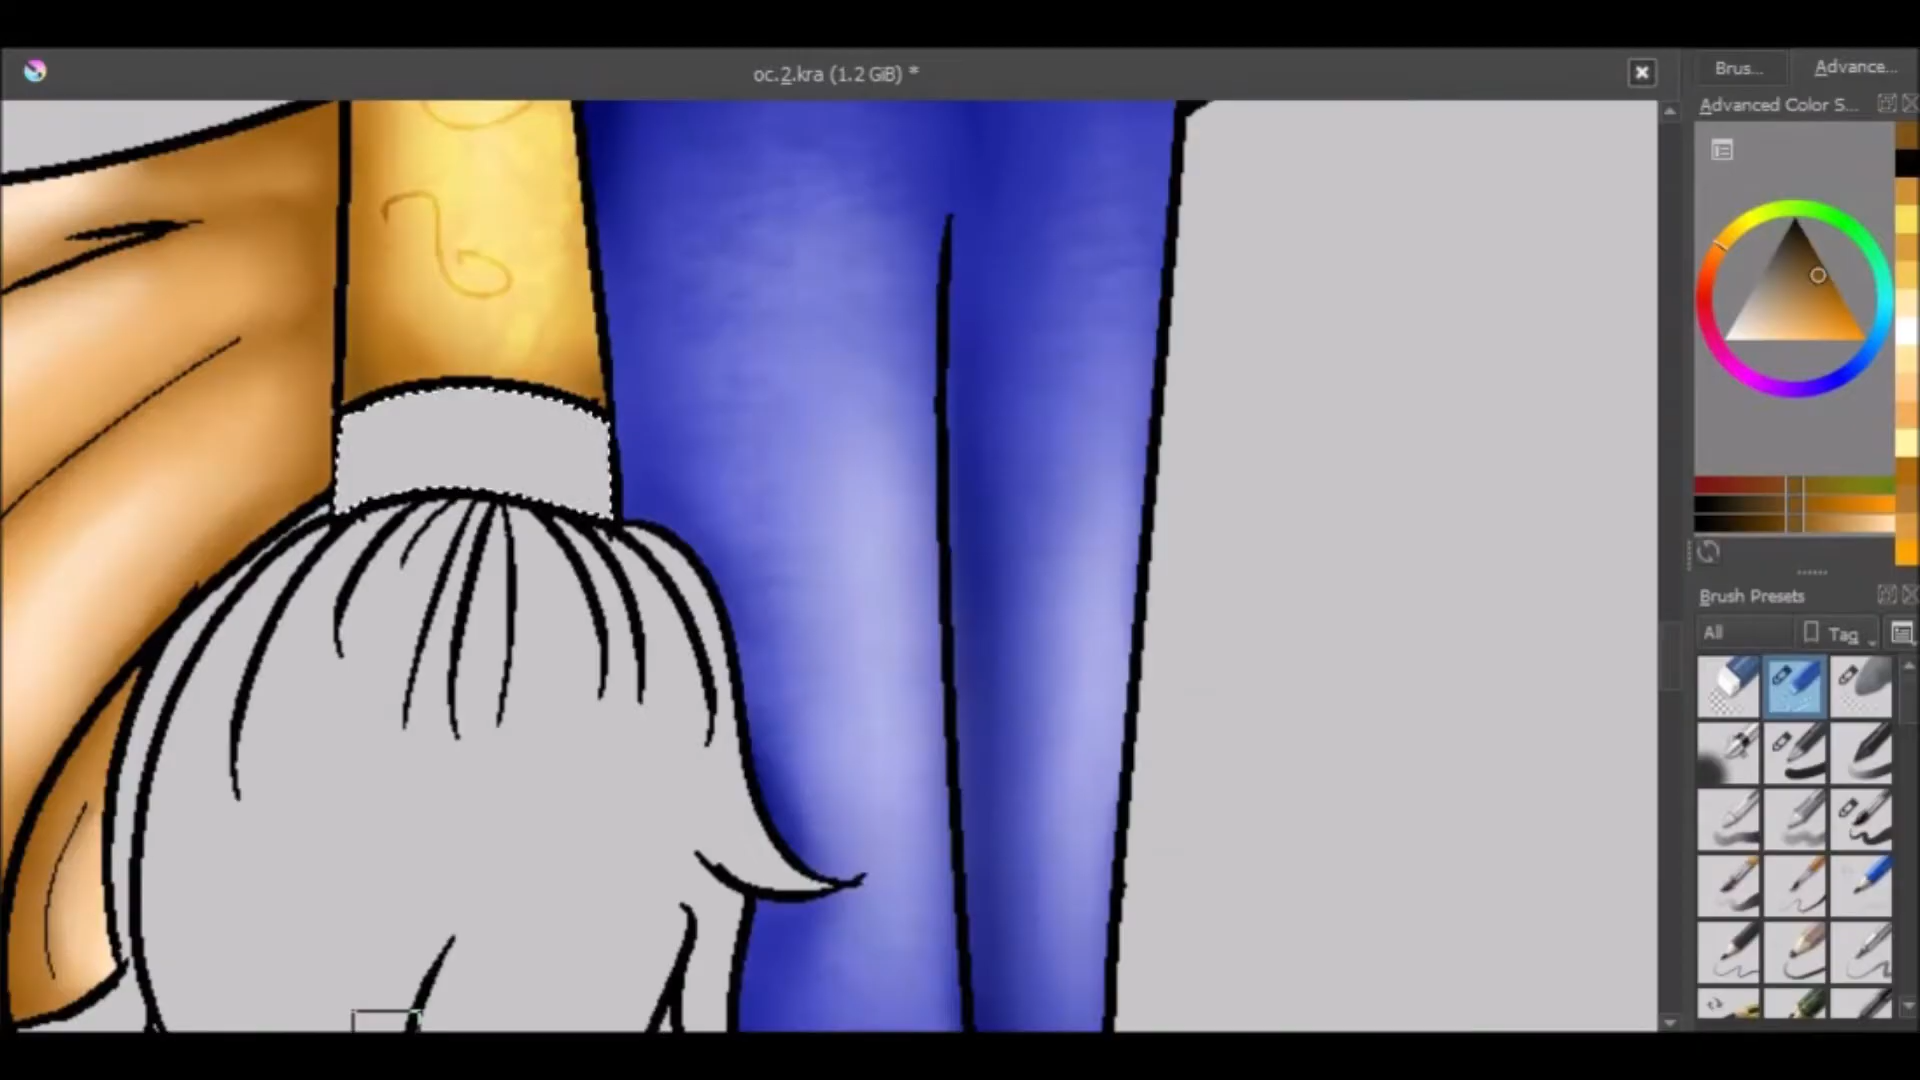 oc.2.kra (1.2 GiB) *
Brus...
Advance...
Advanced Color S...
Brush Presets
All
Tag